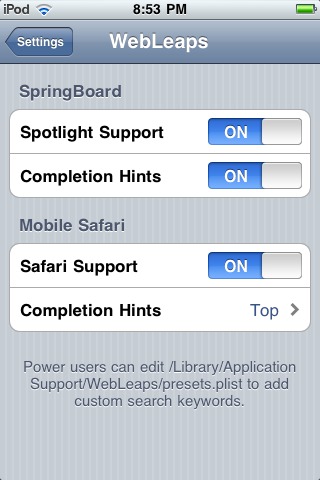 iPod 8:53 PM
Settings WebLeaps
SpringBoard
Spotlight Support ON
Completion Hints ON
Mobile Safari
Safari Support ON
Completion Hints Top
Power users can edit /Library/Application
Support/WebLeaps/presets.plist to add
custom search keywords.